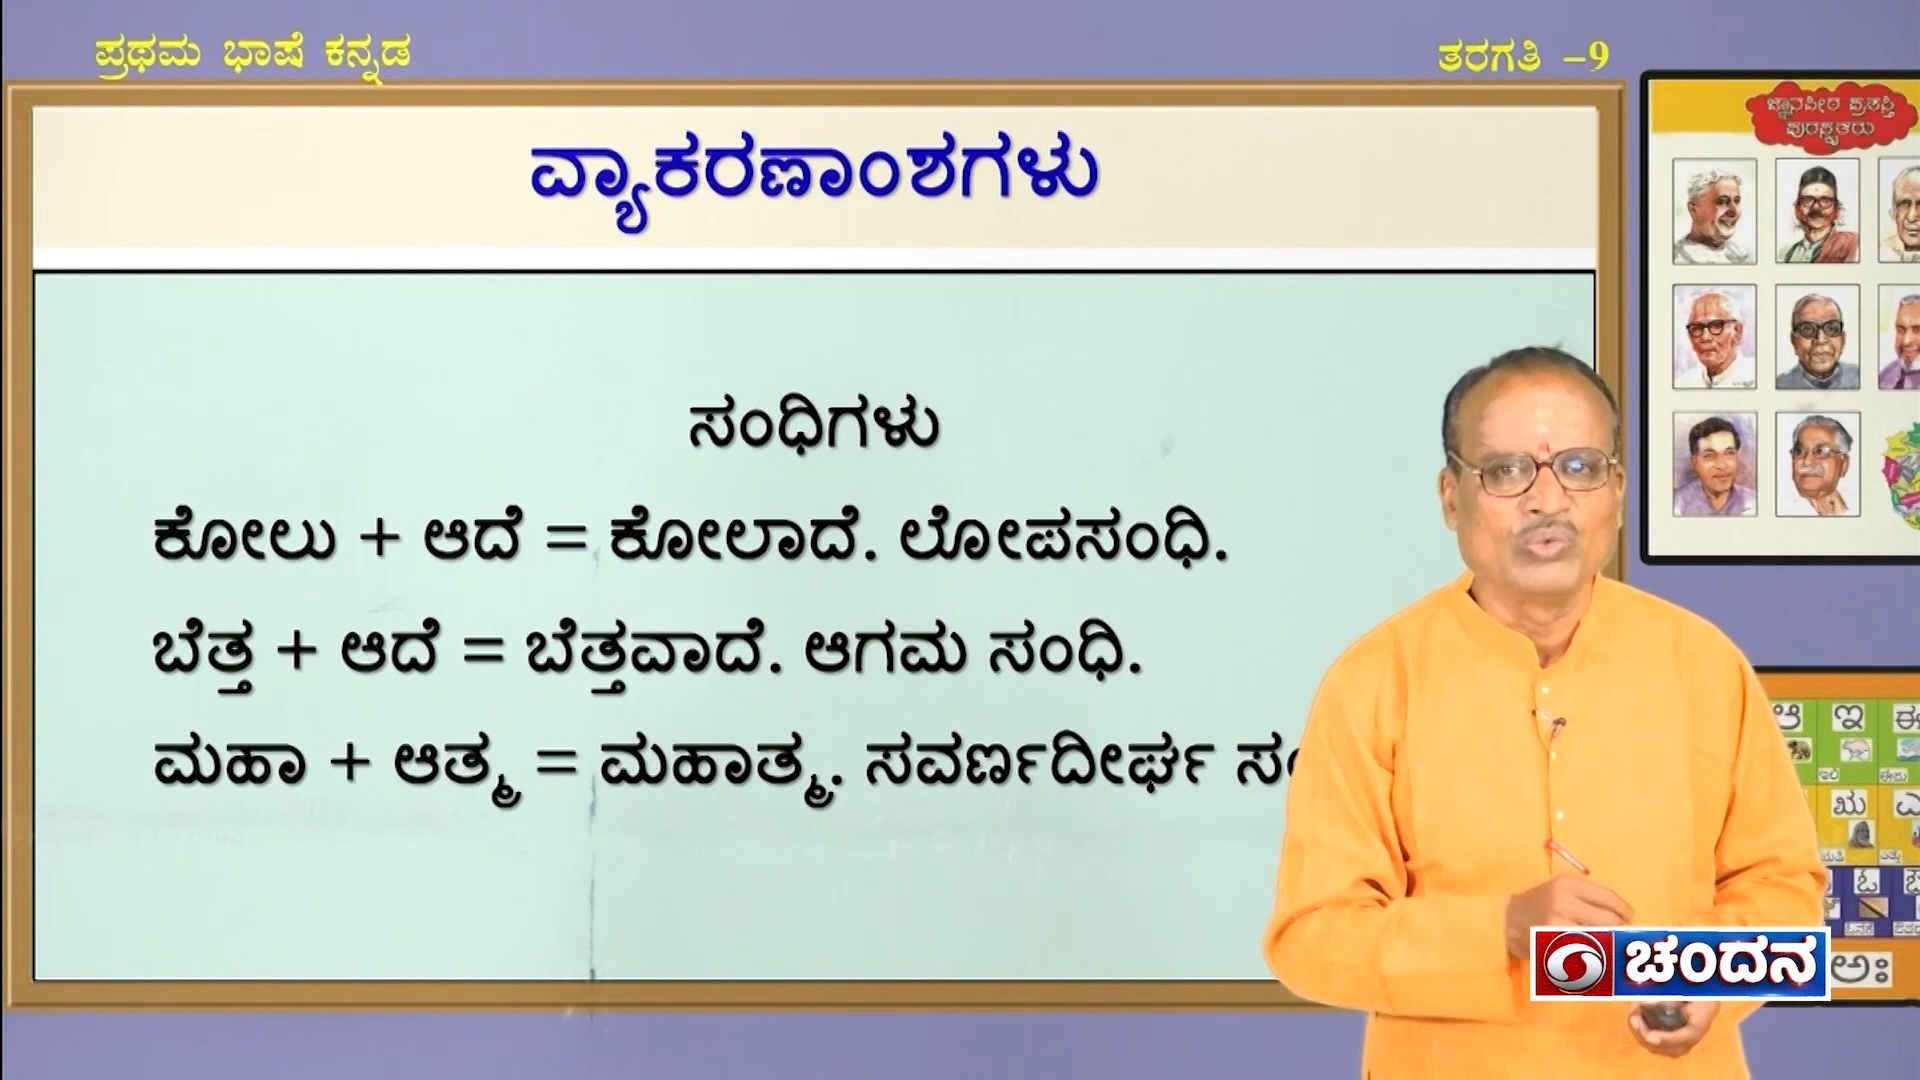 ಪ್ರಥಮ ಭಾಷೆ ಕನ್ನಡ
ತರಗತಿ -9
ಜ್ಞಾನಪೀಠ ಪ್ರಶಸ್ತಿ
ಪುರಸ್ಕೃತರು
ವ್ಯಾಕರಣಾಂಶಗಳು
ಸಂಧಿಗಳು
ಕೋಲು + ಆದೆ = ಕೋಲಾದೆ. ಲೋಪಸಂಧಿ.
ಬೆತ್ತ + ಆದೆ = ಬೆತ್ತವಾದೆ. ಆಗಮ ಸಂಧಿ.
ಮಹಾ + ಆತ್ಮ = ಮಹಾತ್ಮ. ಸವರ್ಣದೀರ್ಘ
ಆ ಇ ಈ
ಋ ಎ
ಓ
ಚಂದನ
ಅಃ